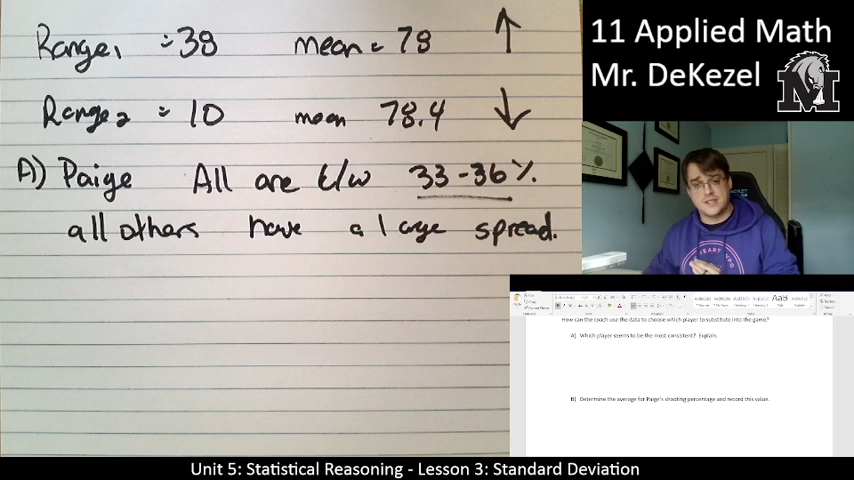 Range₁ = 38 mean = 78 ↑
Range₂ = 10 mean 78.4 ↓
A) Paige All are b/w 33-36%
all others have a large spread.
11 Applied Math
Mr. DeKezel
M
How can the coach use the data to choose which player to substitute into the game?
A) Which player seems to be the most consistent? Explain.
B) Determine the average for Paige's shooting percentage and record this value.
Unit 5: Statistical Reasoning - Lesson 3: Standard Deviation